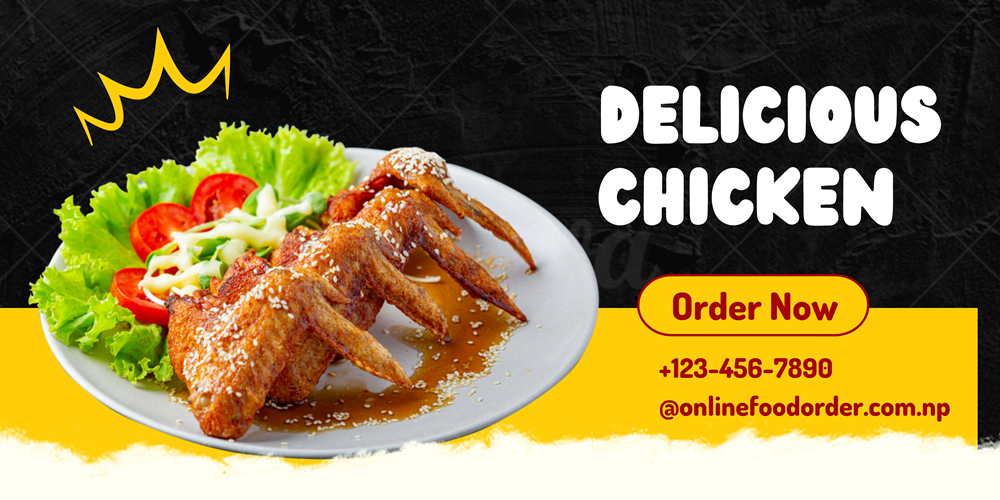 DELICIOUS
CHICKEN
Order Now
+123-456-7890
@onlinefoodorder.com.np